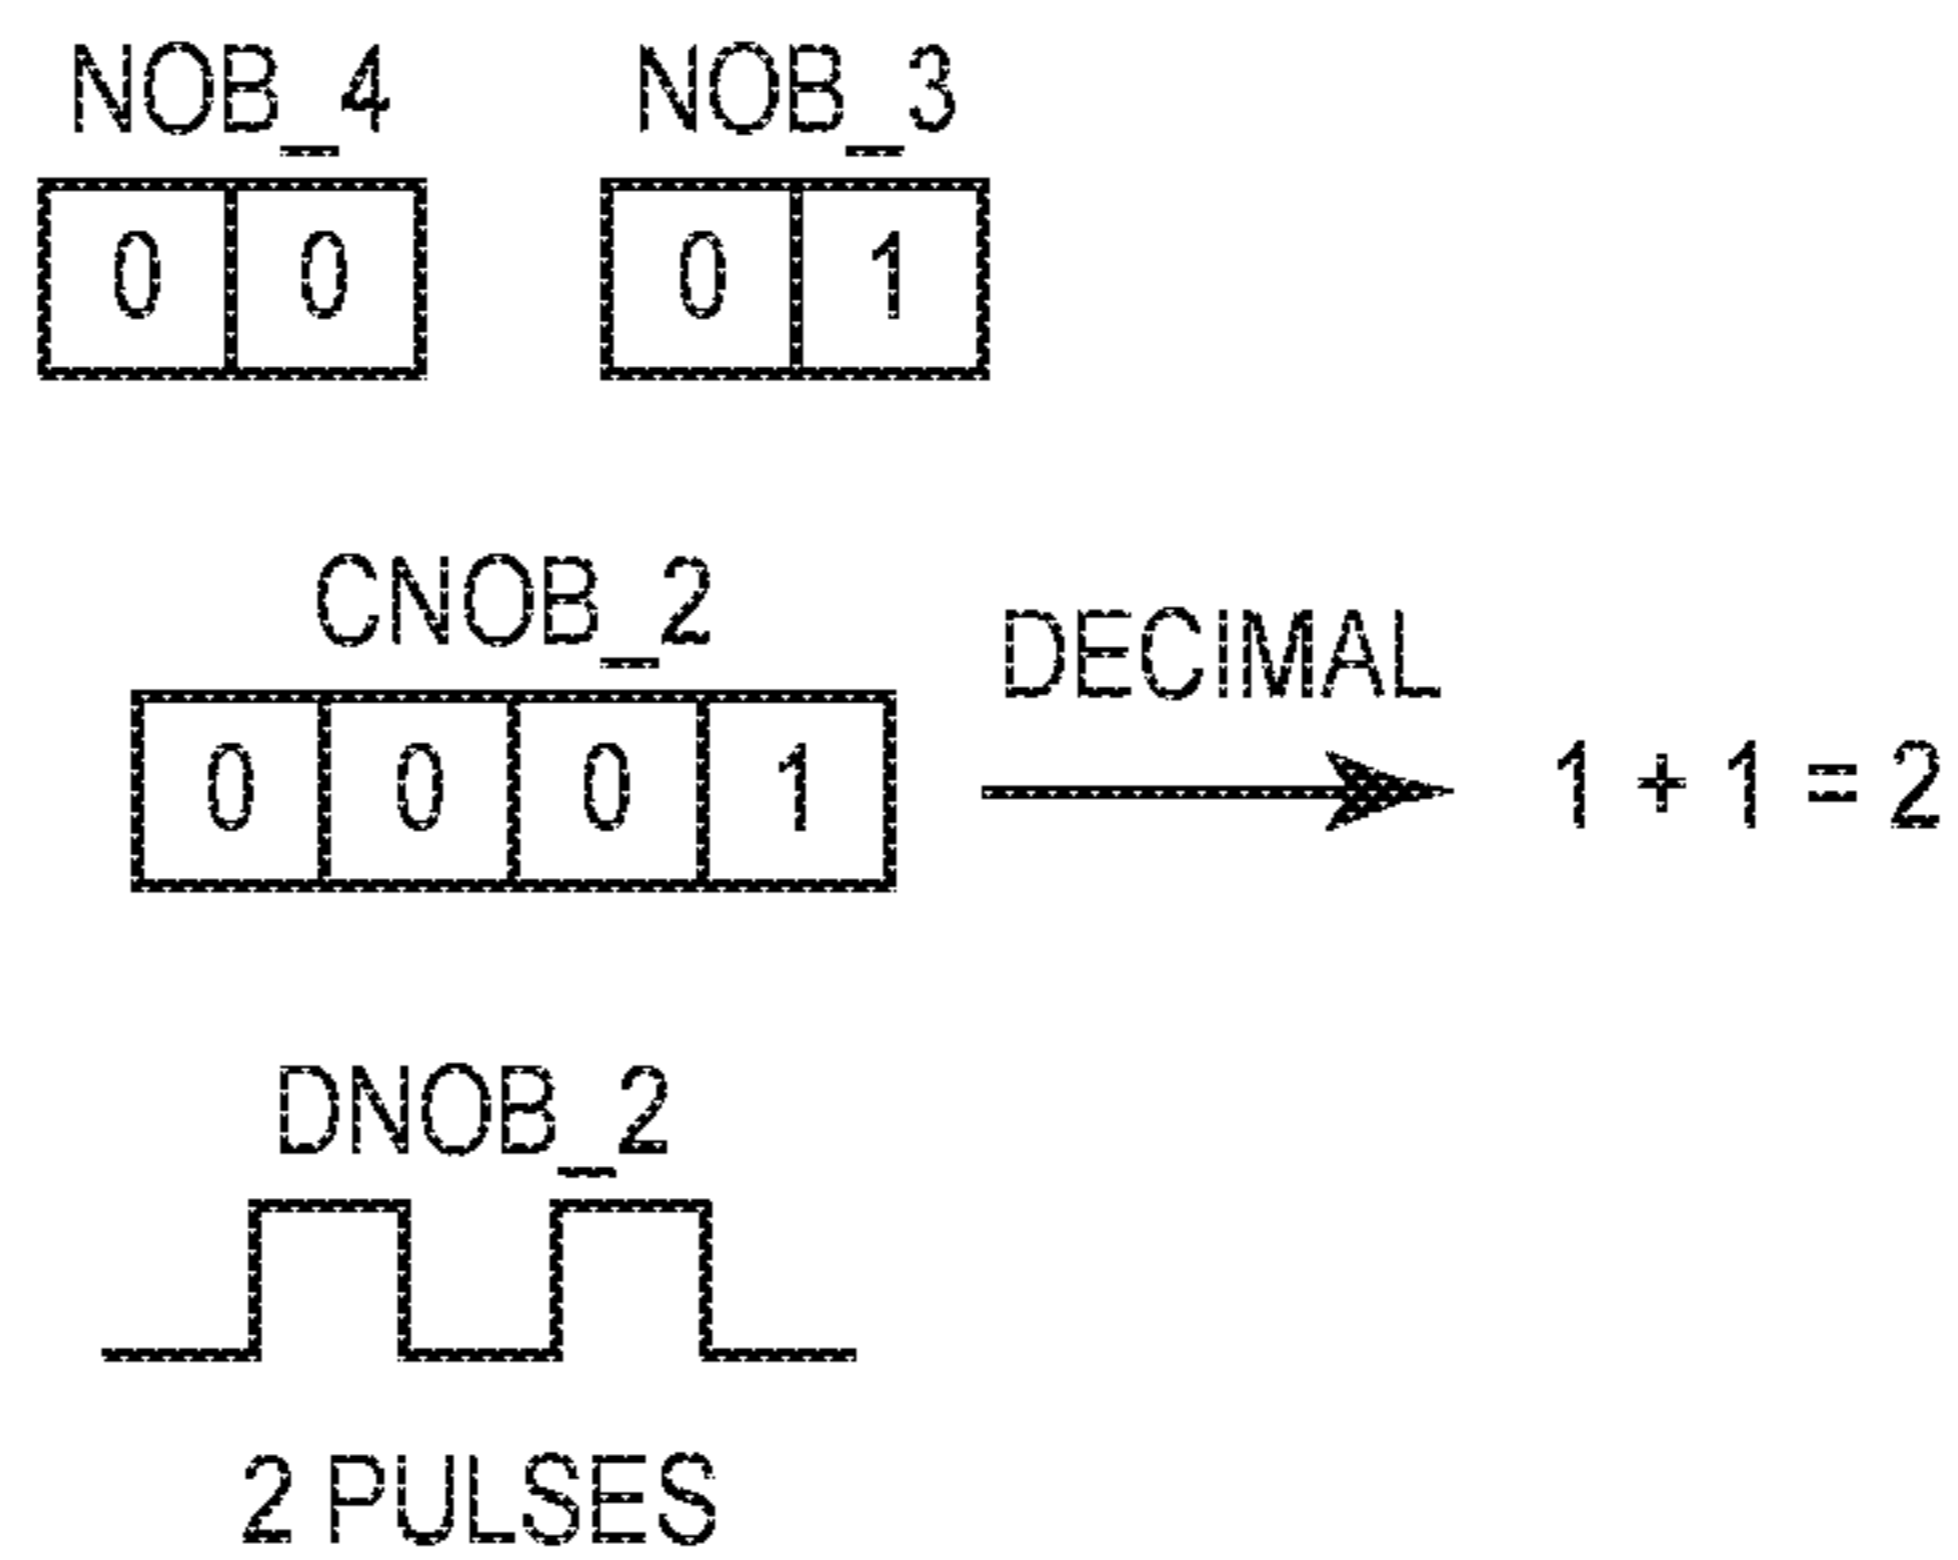 NOB_4 NOB_3
0 0 0 1
CNOB_2
DECIMAL
0 0 0 1 1 + 1 = 2
DNOB_2
2 PULSES